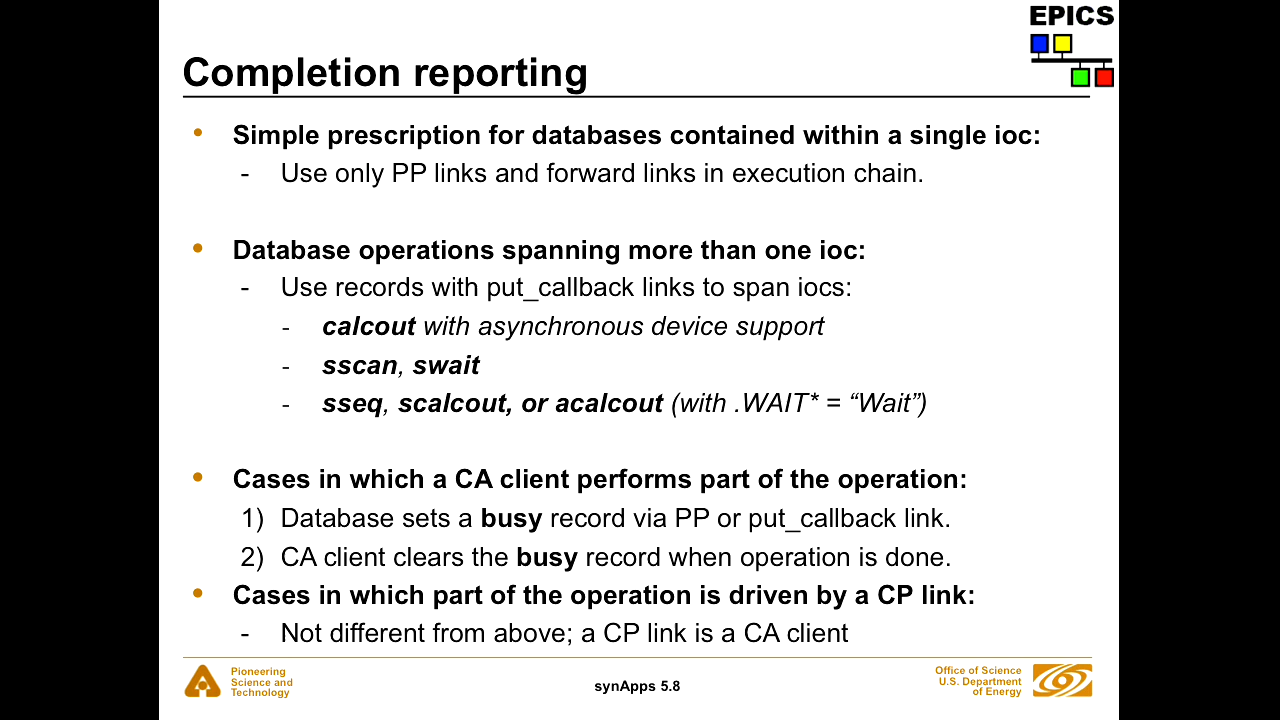 EPICS
Completion reporting
• Simple prescription for databases contained within a single ioc:
- Use only PP links and forward links in execution chain.
• Database operations spanning more than one ioc:
- Use records with put_callback links to span iocs:
- calcout with asynchronous device support
- sscan, swait
- sseq, scalcout, or acalcout (with .WAIT* = “Wait”)
• Cases in which a CA client performs part of the operation:
1) Database sets a busy record via PP or put_callback link.
2) CA client clears the busy record when operation is done.
• Cases in which part of the operation is driven by a CP link:
- Not different from above; a CP link is a CA client
Pioneering
Science and
Technology
synApps 5.8
Office of Science
U.S. Department
of Energy